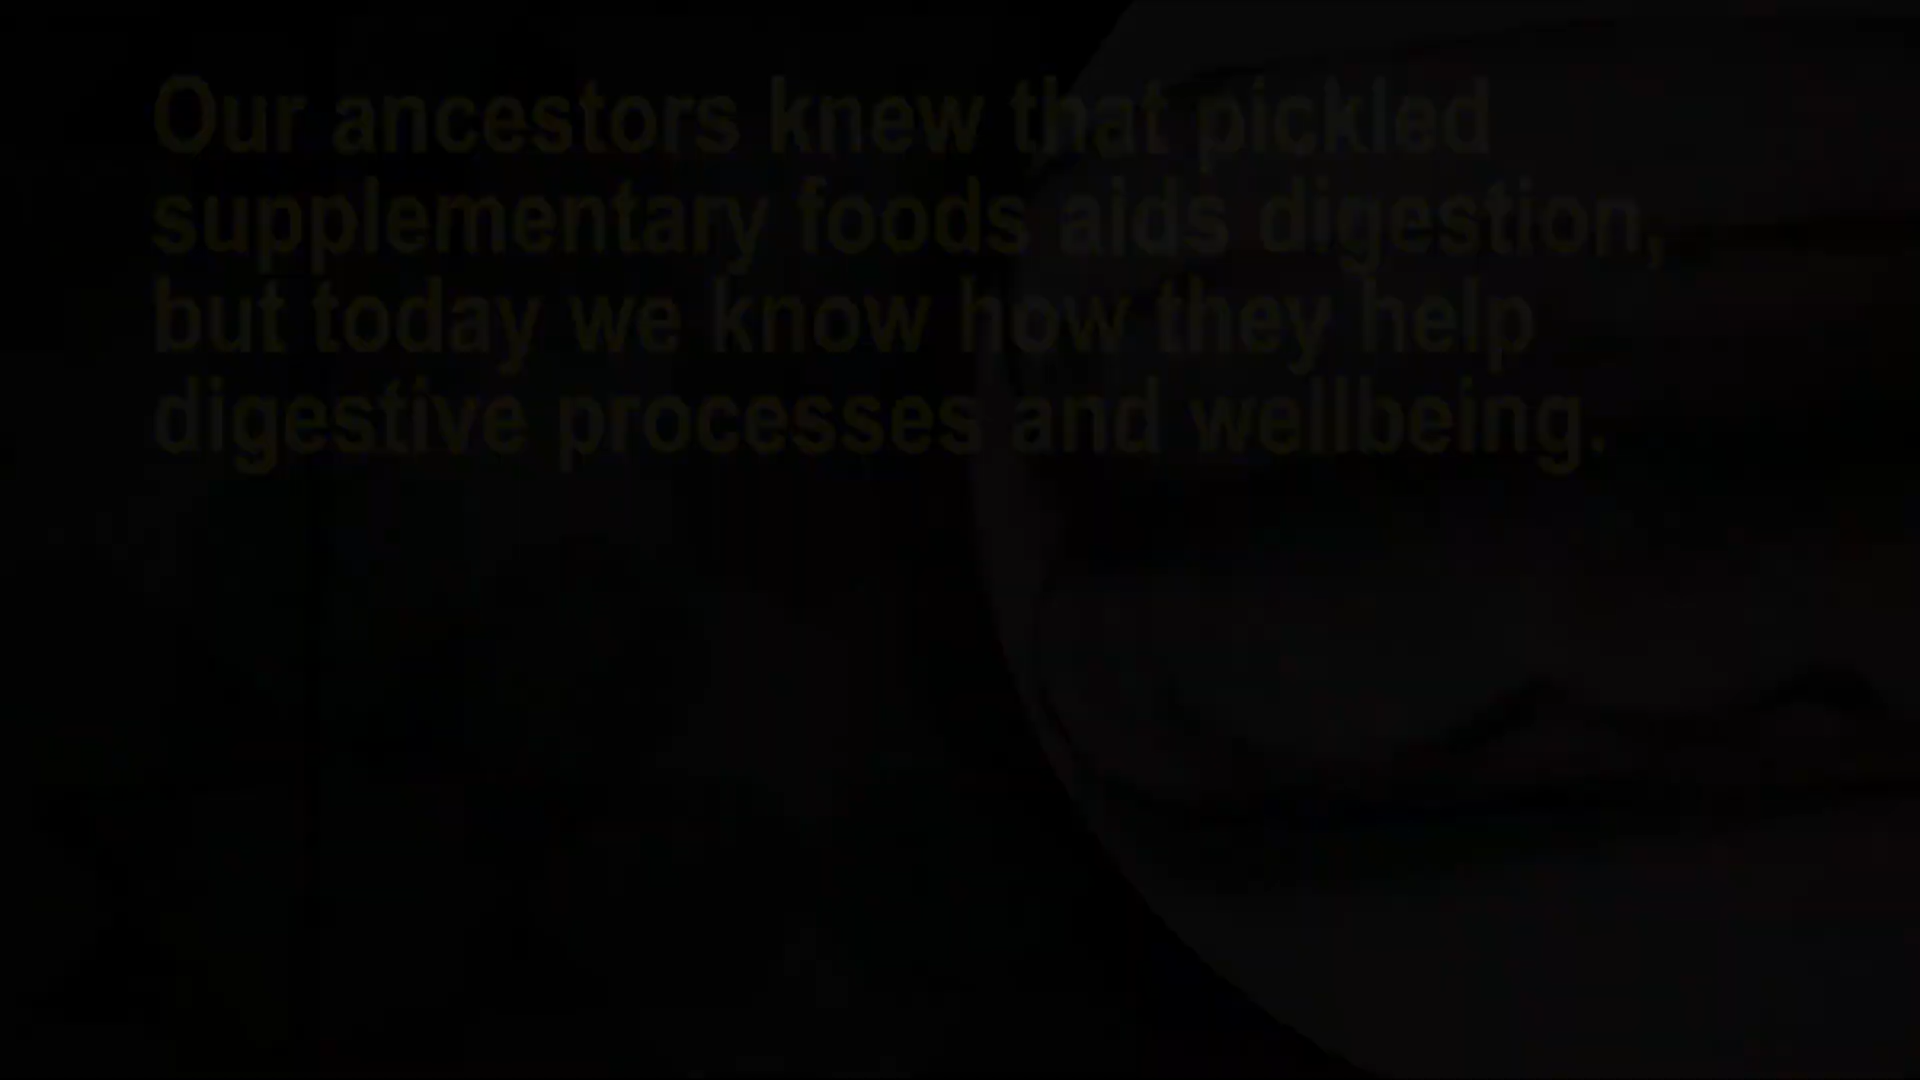 Our ancestors knew that pickled
supplementary foods aids digestion,
but today we know how they help
digestive processes and wellbeing.